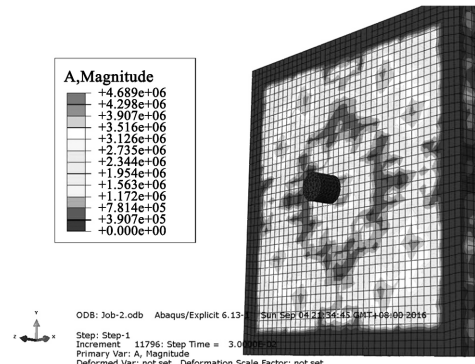 A,Magnitude
+4.689e+06
+4.298e+06
+3.907e+06
+3.516e+06
+3.126e+06
+2.735e+06
+2.344e+06
+1.954e+06
+1.563e+06
+1.172e+06
+7.814e+05
+3.907e+05
+0.000e+00
Y
Z X
ODB: Job-2.odb Abaqus/Explicit 6.13-1 Sun Sep 04 21:34:45 GMT+08:00 2016
Step: Step-1
Increment 11796: Step Time =
Primary Var: A, Magnitude
Deformed Var: not set Deformation Scale Factor: not set